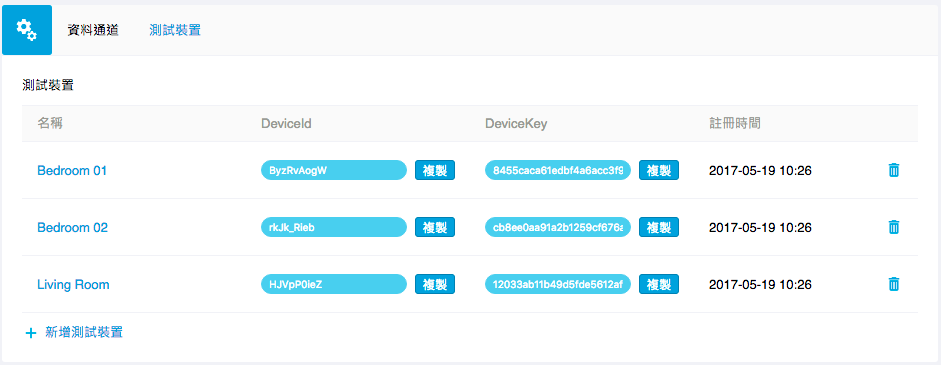 資料通道 測試裝置
測試裝置
名稱 DeviceId DeviceKey 註冊時間
Bedroom 01 ByzRvAogW 複製 8455caca61edbf4a6acc3f9 複製 2017-05-19 10:26
Bedroom 02 rkJk_Rieb 複製 cb8ee0aa91a2b1259cf676a 複製 2017-05-19 10:26
Living Room HJVpP0ieZ 複製 12033ab11b49d5fde5612af 複製 2017-05-19 10:26
+ 新增測試裝置